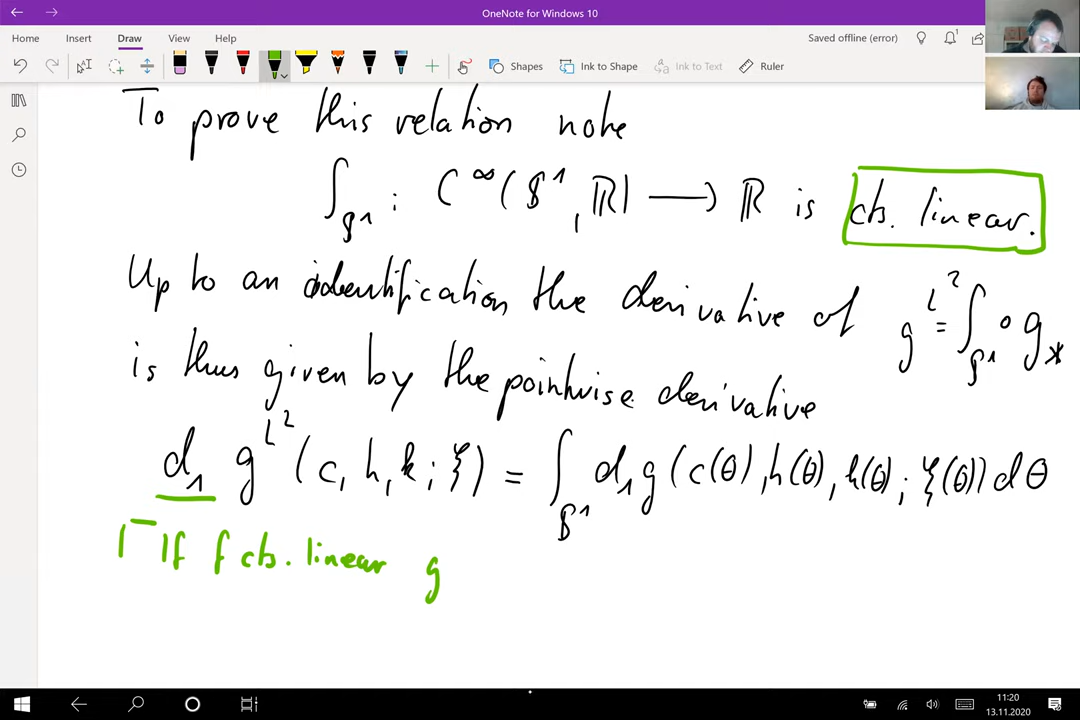 OneNote for Windows 10
Home Insert Draw View Help
Saved offline (error)
Shapes Ink to Shape Ink to Text Ruler
To prove this relation note
∫_{S¹} : C^∞(S¹, ℝ) ⟶ ℝ is cts. linear.
Up to an identification the derivative of g^{L²} = ∫_{S¹} ∘ g_*
is thus given by the pointwise derivative
d₁ g^{L²}(c, h, k; ξ) = ∫_{S¹} d₁g(c(θ), h(θ), k(θ); ξ(θ)) dθ
If f cts. linear g
11:20
13.11.2020